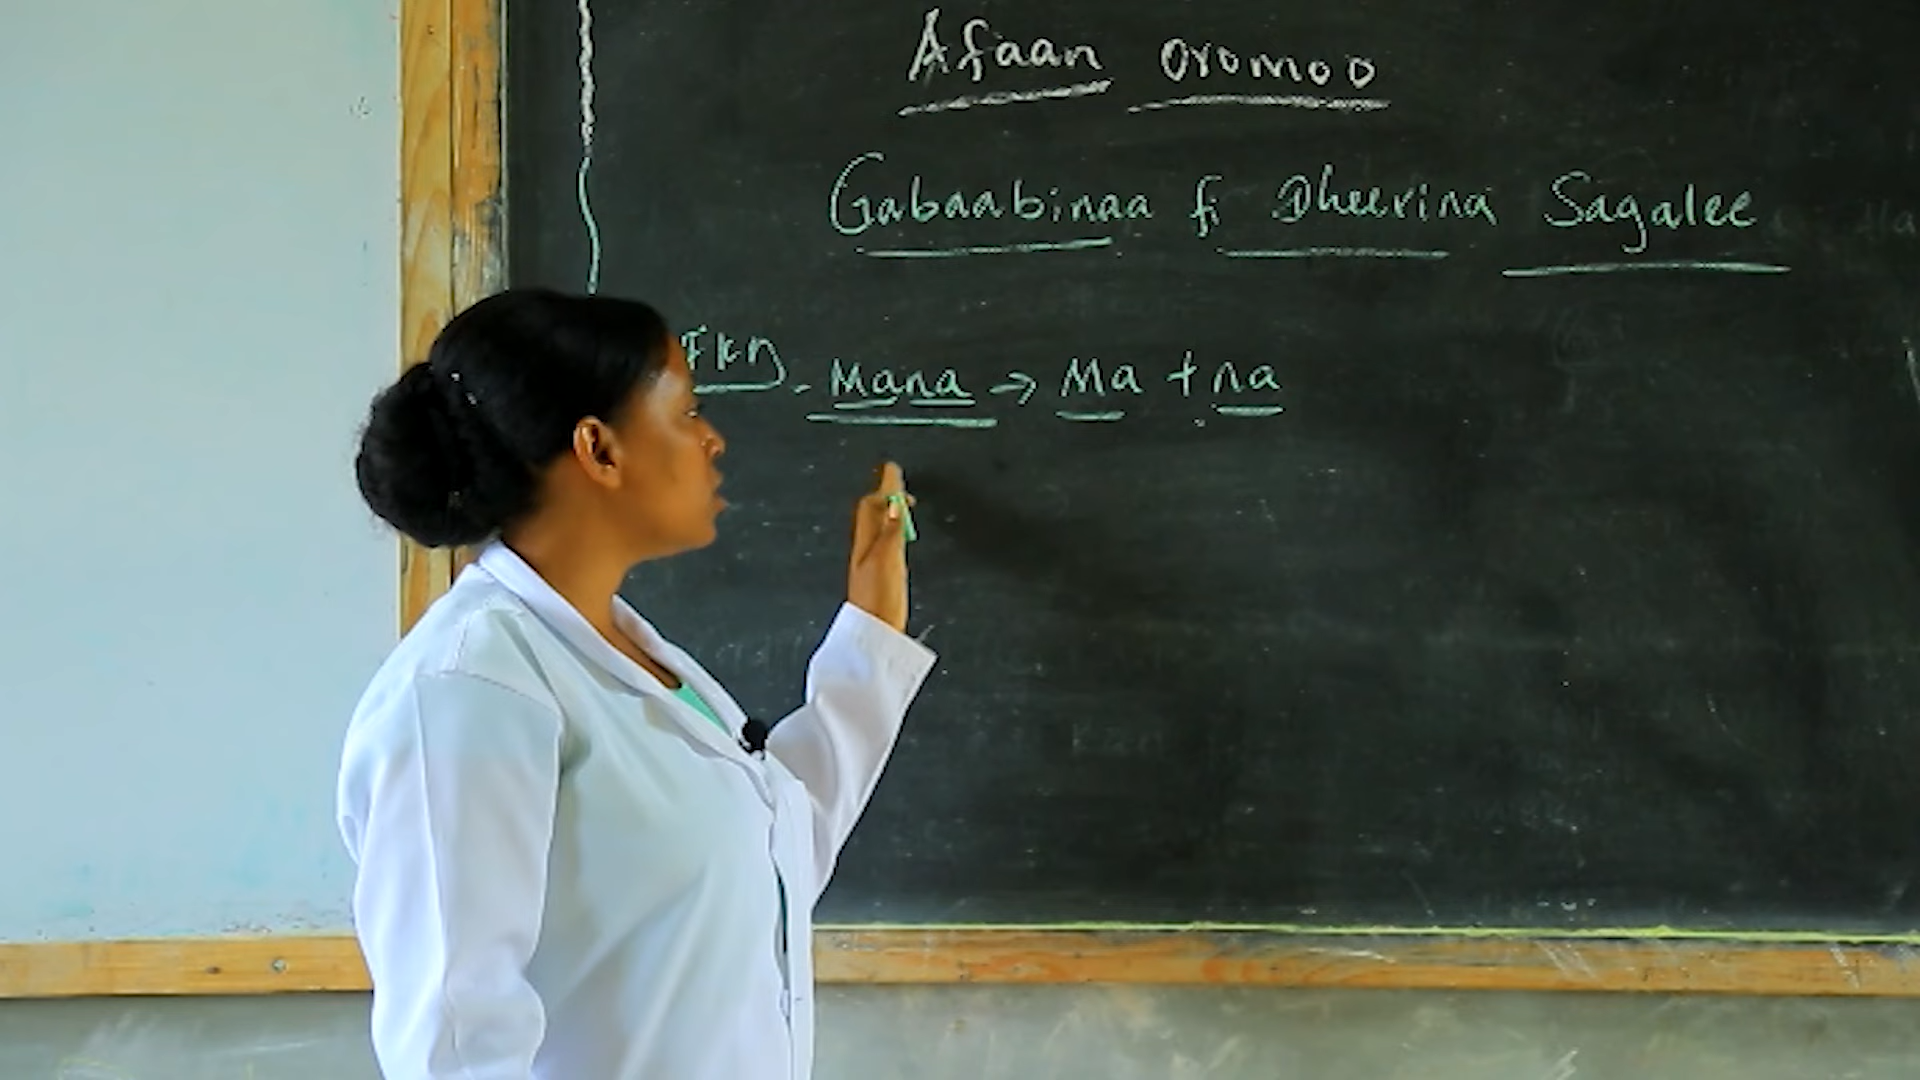 Afaan Oromoo
Gabaabinaa fi Dheerina Sagalee
Fkn - Mana → Ma + na